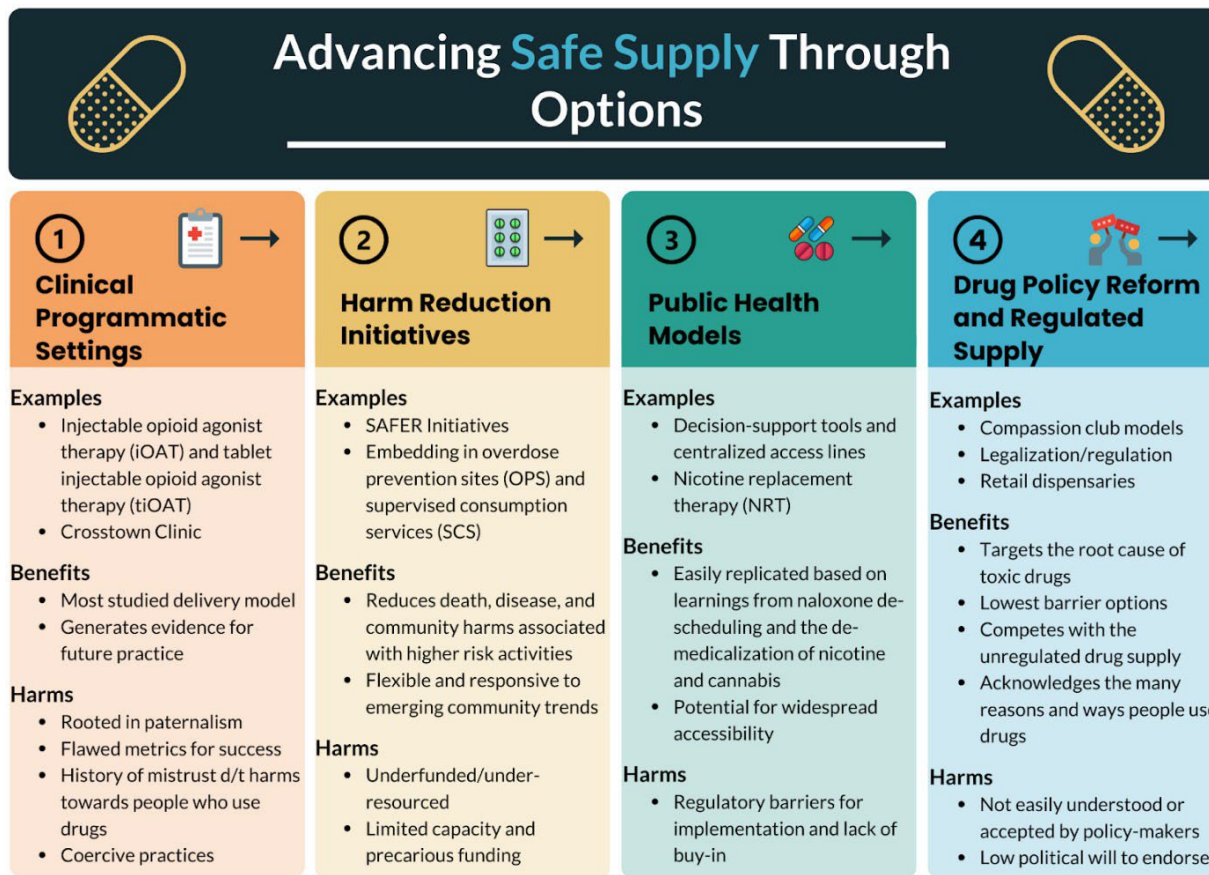 Advancing Safe Supply Through
Options
1
Clinical
Programmatic
Settings
Examples
• Injectable opioid agonist
therapy (iOAT) and tablet
injectable opioid agonist
therapy (tiOAT)
• Crosstown Clinic
Benefits
• Most studied delivery model
• Generates evidence for
future practice
Harms
• Rooted in paternalism
• Flawed metrics for success
• History of mistrust d/t harms
towards people who use
drugs
• Coercive practices
2
Harm Reduction
Initiatives
Examples
• SAFER Initiatives
• Embedding in overdose
prevention sites (OPS) and
supervised consumption
services (SCS)
Benefits
• Reduces death, disease, and
community harms associated
with higher risk activities
• Flexible and responsive to
emerging community trends
Harms
• Underfunded/under-
resourced
• Limited capacity and
precarious funding
3
Public Health
Models
Examples
• Decision-support tools and
centralized access lines
• Nicotine replacement
therapy (NRT)
Benefits
• Easily replicated based on
learnings from naloxone de-
scheduling and the de-
medicalization of nicotine
and cannabis
• Potential for widespread
accessibility
Harms
• Regulatory barriers for
implementation and lack of
buy-in
4
Drug Policy Reform
and Regulated
Supply
Examples
• Compassion club models
• Legalization/regulation
• Retail dispensaries
Benefits
• Targets the root cause of
toxic drugs
• Lowest barrier options
• Competes with the
unregulated drug supply
• Acknowledges the many
reasons and ways people use
drugs
Harms
• Not easily understood or
accepted by policy-makers
• Low political will to endorse